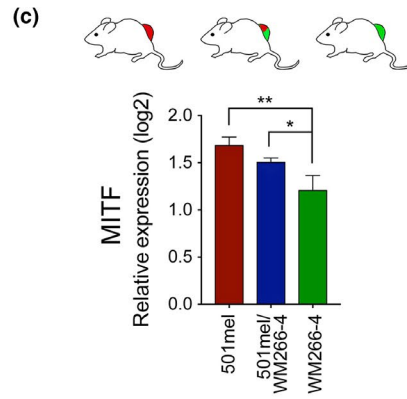 (c)
**
*
2.0
1.5
1.0
0.5
0.0
MITF
Relative expression (log2)
501mel
501mel/
WM266-4
WM266-4